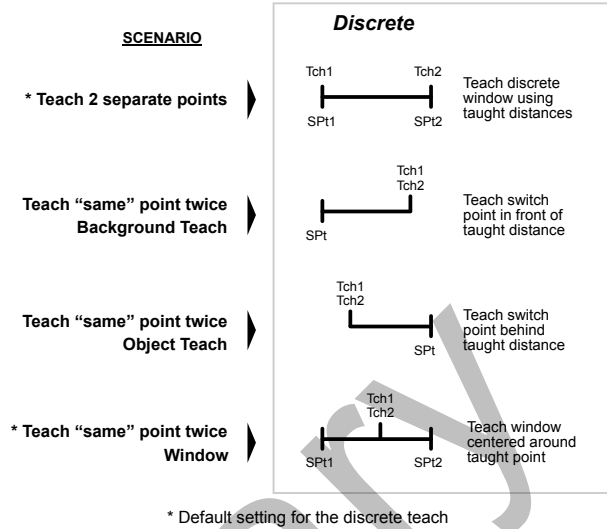 SCENARIO
Discrete
* Teach 2 separate points
Tch1 Tch2
SPt1 SPt2
Teach discrete
window using
taught distances
Teach “same” point twice
Background Teach
Tch1
Tch2
SPt
Teach switch
point in front of
taught distance
Teach “same” point twice
Object Teach
Tch1
Tch2
SPt
Teach switch
point behind
taught distance
* Teach “same” point twice
Window
Tch1
Tch2
SPt1 SPt2
Teach window
centered around
taught point
* Default setting for the discrete teach